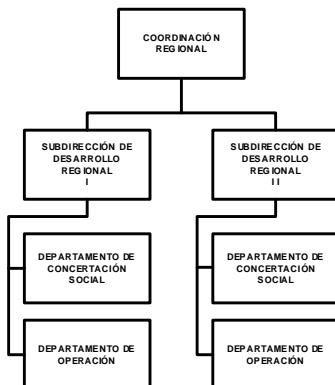 COORDINACIÓN
REGIONAL
SUBDIRECCIÓN DE
DESARROLLO
REGIONAL
I
SUBDIRECCIÓN DE
DESARROLLO
REGIONAL
II
DEPARTAMENTO DE
CONCERTACIÓN
SOCIAL
DEPARTAMENTO DE
CONCERTACIÓN
SOCIAL
DEPARTAMENTO DE
OPERACIÓN
DEPARTAMENTO DE
OPERACIÓN